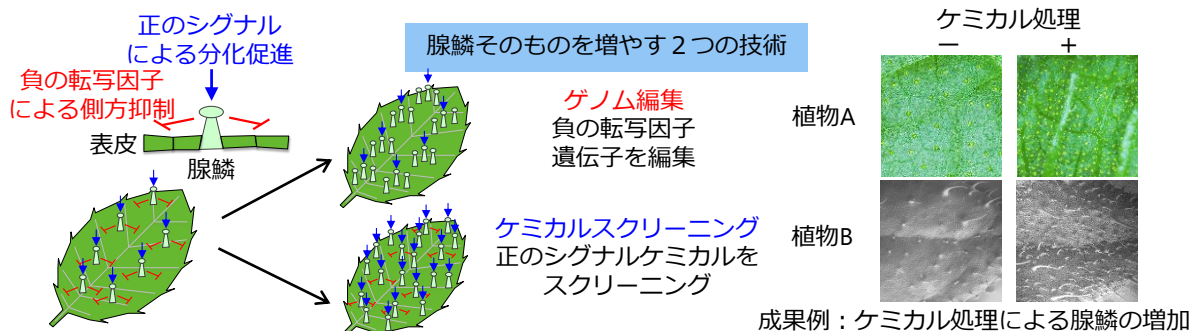 正のシグナル
による分化促進
負の転写因子
による側方抑制
表皮
腺鱗
腺鱗そのものを増やす２つの技術
ゲノム編集
負の転写因子
遺伝子を編集
ケミカルスクリーニング
正のシグナルケミカルを
スクリーニング
ケミカル処理
－ ＋
植物A
植物B
成果例：ケミカル処理による腺鱗の増加